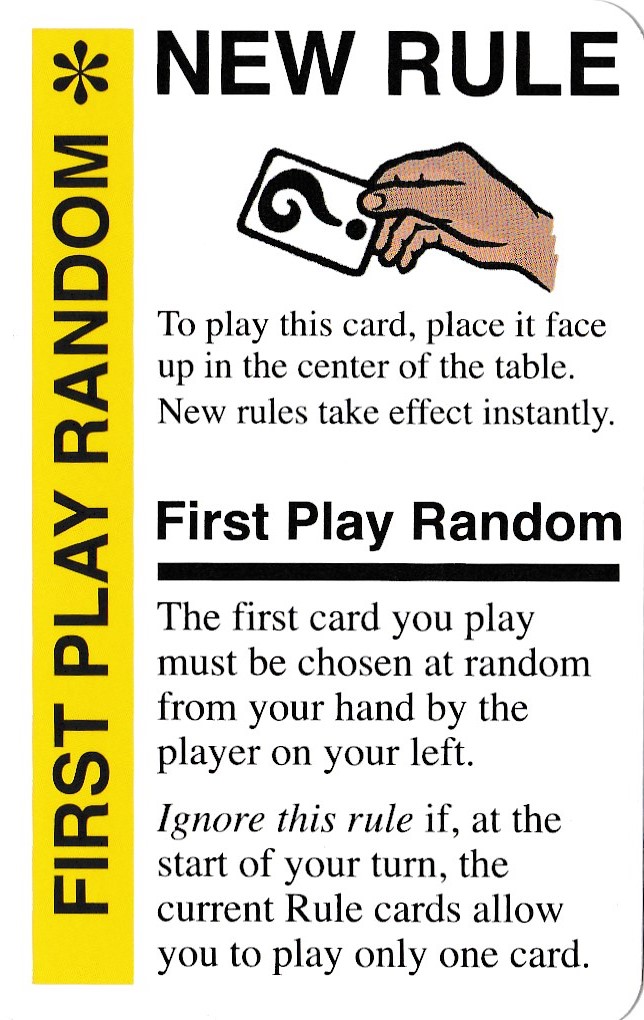 FIRST PLAY RANDOM *
NEW RULE
?
To play this card, place it face
up in the center of the table.
New rules take effect instantly.
First Play Random
The first card you play
must be chosen at random
from your hand by the
player on your left.
Ignore this rule if, at the
start of your turn, the
current Rule cards allow
you to play only one card.